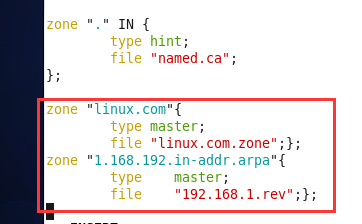 zone "." IN {
        type hint;
        file "named.ca";
};
zone "linux.com"{
        type master;
        file "linux.com.zone";};
zone "1.168.192.in-addr.arpa"{
        type    master;
        file    "192.168.1.rev";};